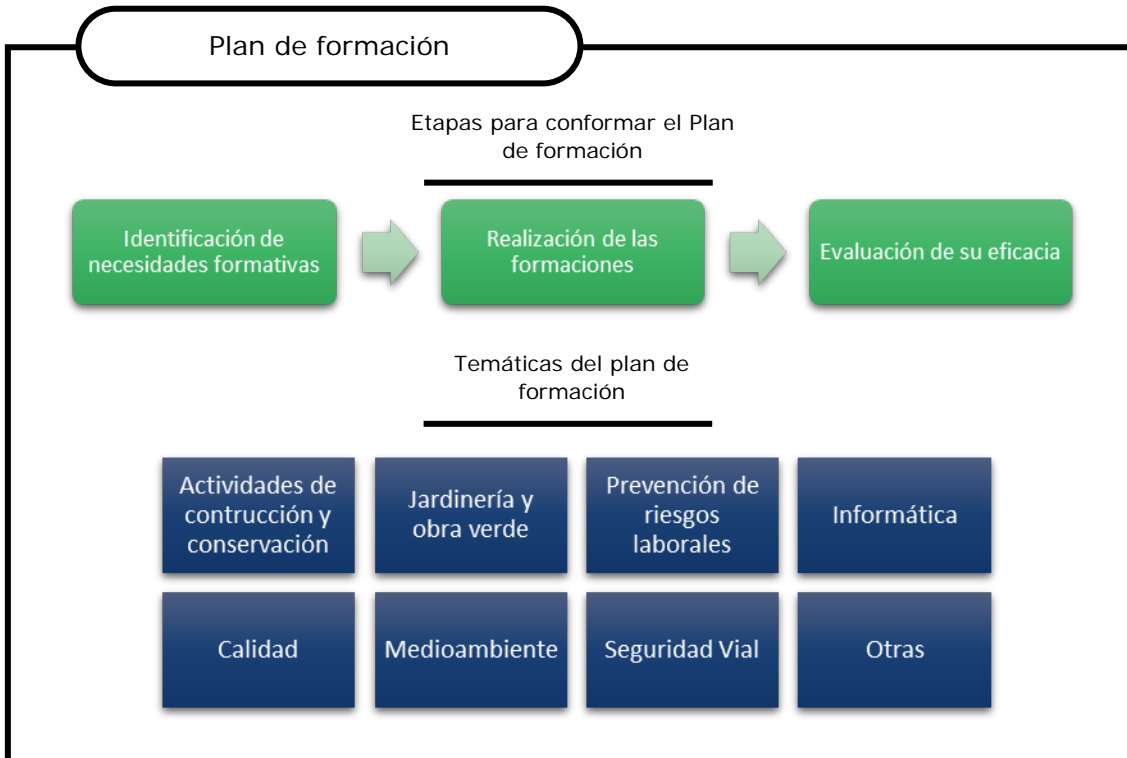 Plan de formación
Etapas para conformar el Plan
de formación
Identificación de
necesidades formativas
Realización de las
formaciones
Evaluación de su eficacia
Temáticas del plan de
formación
Actividades de
contrucción y
conservación
Jardinería y
obra verde
Prevención de
riesgos
laborales
Informática
Calidad
Medioambiente
Seguridad Vial
Otras